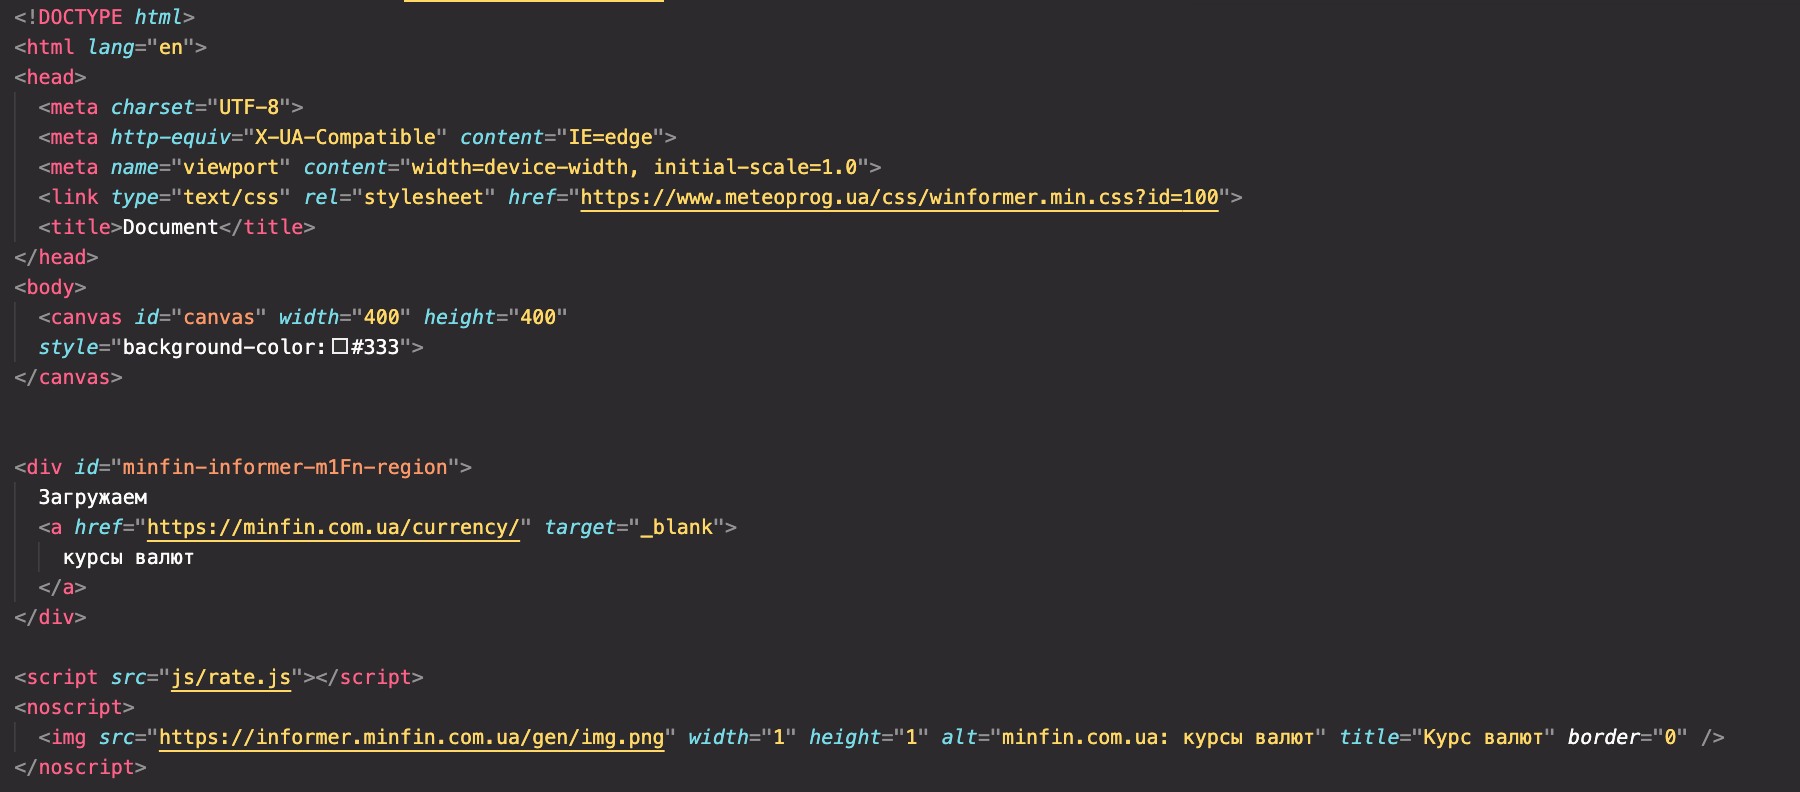 <!DOCTYPE html>
<html lang="en">
<head>
<meta charset="UTF-8">
<meta http-equiv="X-UA-Compatible" content="IE=edge">
<meta name="viewport" content="width=device-width, initial-scale=1.0">
<link type="text/css" rel="stylesheet" href="https://www.meteoprog.ua/css/winformer.min.css?id=100">
<title>Document</title>
</head>
<body>
<canvas id="canvas" width="400" height="400"
style="background-color:#333">
</canvas>
<div id="minfin-informer-m1Fn-region">
Загружаем
<a href="https://minfin.com.ua/currency/" target="_blank">
курсы валют
</a>
</div>
<script src="js/rate.js"></script>
<noscript>
<img src="https://informer.minfin.com.ua/gen/img.png" width="1" height="1" alt="minfin.com.ua: курсы валют" title="Курс валют" border="0" />
</noscript>